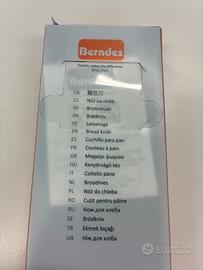 Berndes
Quality makes the difference
Since 1921
CN 麵包刀
CZ Nůž na chléb
DE Brotmesser
DK Brødkniv
EE Leivanuga
EN Bread knife
ES Cuchillo para pan
FR Couteau à pain
GR Μαχαίρι ψωμιού
HU Kenyérvágó kés
IT Coltello pane
NL Broodmes
PL Nóż do chleba
RO Cuțit pentru pâine
RU Нож для хлеба
SE Brödkniv
TR Ekmek bıçağı
UA Ніж для хліба
SUBITO